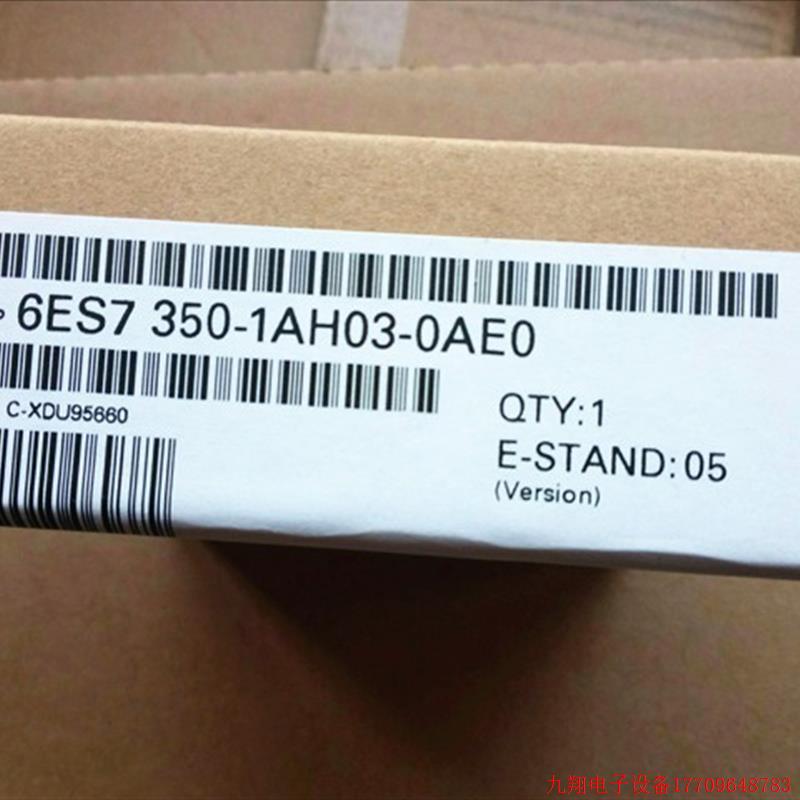 6ES7 350-1AH03-0AE0
C-XDU95660
QTY:1
E-STAND:05
(Version)
九翔电子设备17709648783